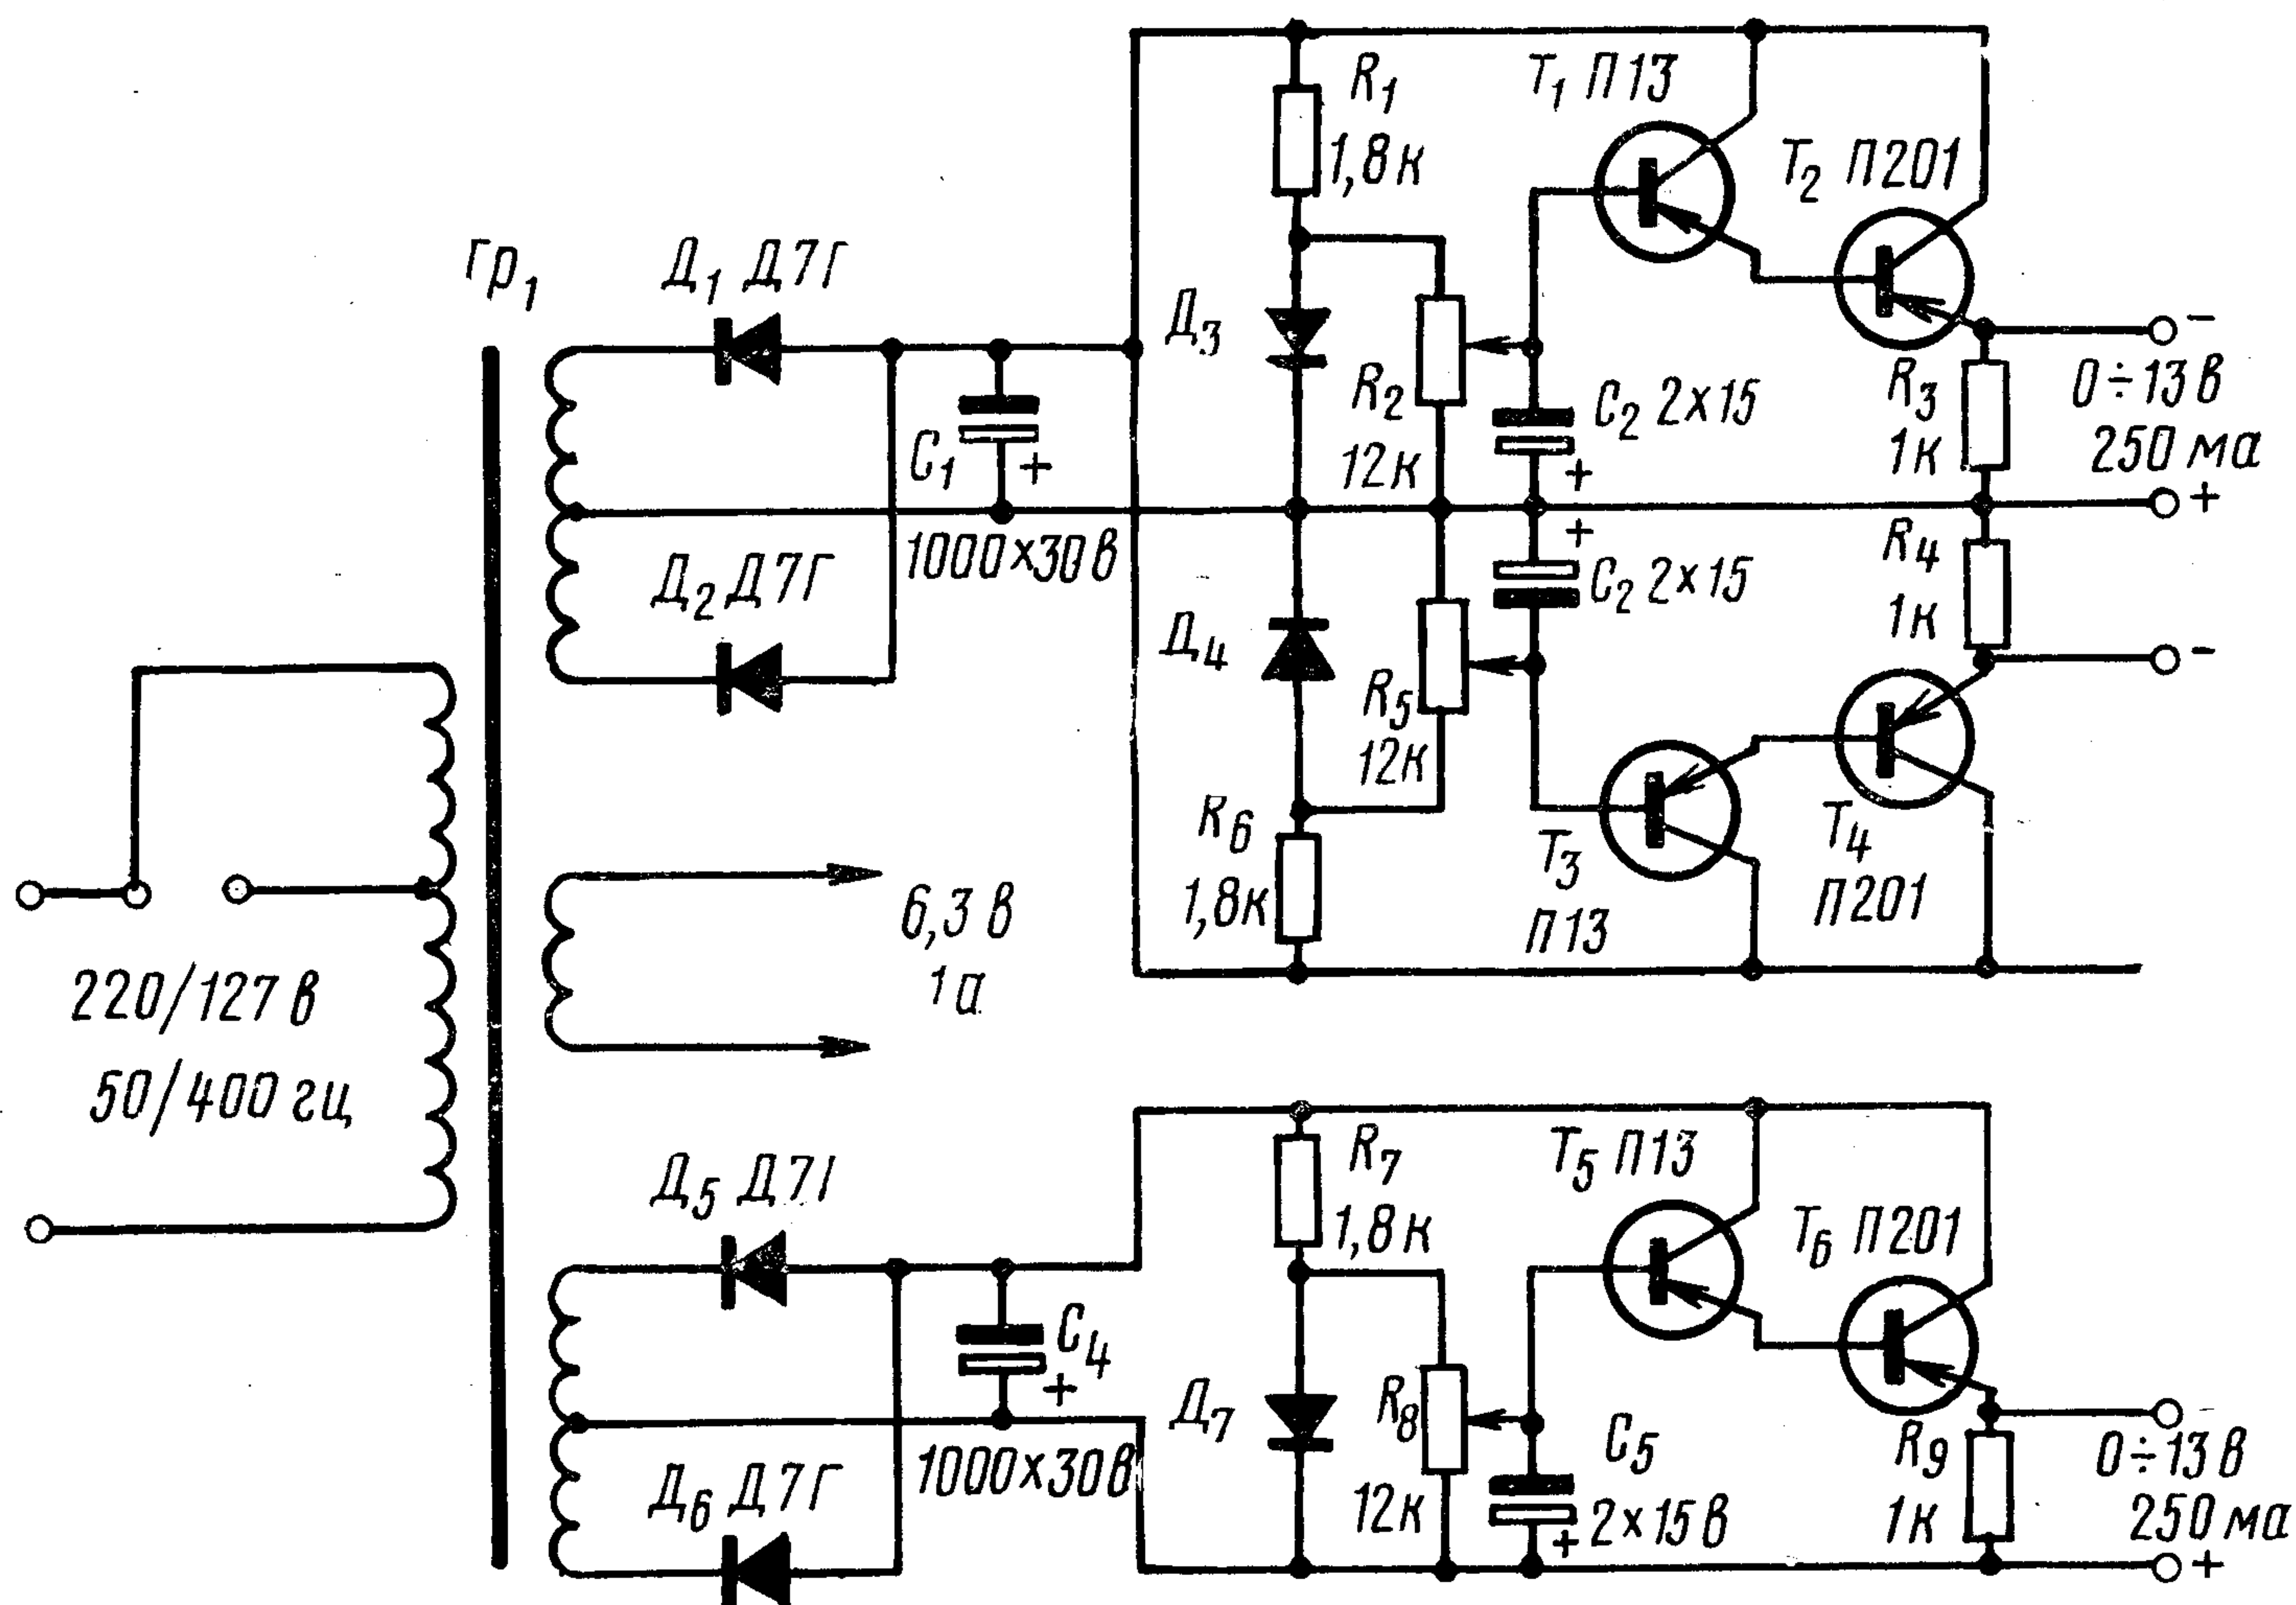 Гр₁
Д₁ Д7Г
C₁
+
1000×30в
Д₂ Д7Г
220/127 в
50/400 гц
6,3 в
1а
R₁
1,8к
T₁ П13
T₂ П201
Д₃
R₂
12к
C₂ 2×15
+
R₃
1к
−
0÷13в
250 ма
+
+
C₂ 2×15
R₄
1к
Д₄
R₅
12к
−
R₆
1,8к
T₃
П13
T₄
П201
Д₅ Д7Г
C₄
+
1000×30в
Д₆ Д7Г
R₇
1,8к
T₅ П13
T₆ П201
Д₇
R₈
12к
C₅
+ 2×15в
R₉
1к
−
0÷13в
250 ма
+